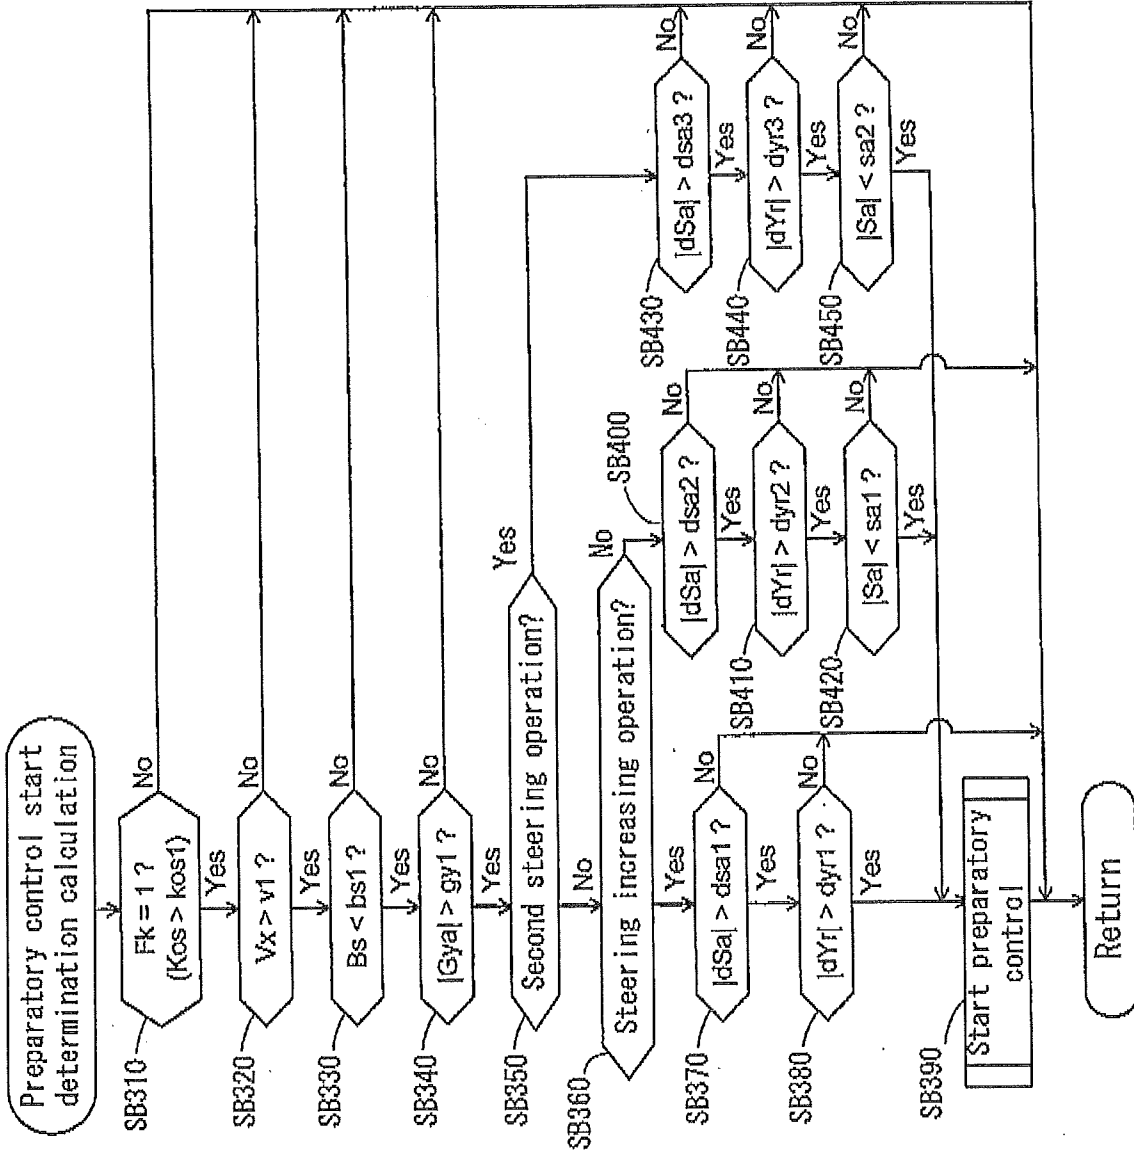 Preparatory control start
determination calculation
SB310
Fk = 1 ?
(Kos > kos1)
No
Yes
SB320
Vx > v1 ?
No
Yes
SB330
Bs < bs1 ?
No
Yes
SB340
|Gya| > gy1 ?
No
Yes
SB350
Second steering operation?
Yes
No
SB360
Steering increasing operation?
No
Yes
SB370
|dSa| > dsa1 ?
No
Yes
SB380
|dYr| > dyr1 ?
No
Yes
SB390
Start preparatory
control
Return
SB400
|dSa| > dsa2 ?
No
Yes
SB410
|dYr| > dyr2 ?
No
Yes
SB420
|Sa| < sa1 ?
No
Yes
SB430
|dSa| > dsa3 ?
No
Yes
SB440
|dYr| > dyr3 ?
No
Yes
SB450
|Sa| < sa2 ?
No
Yes